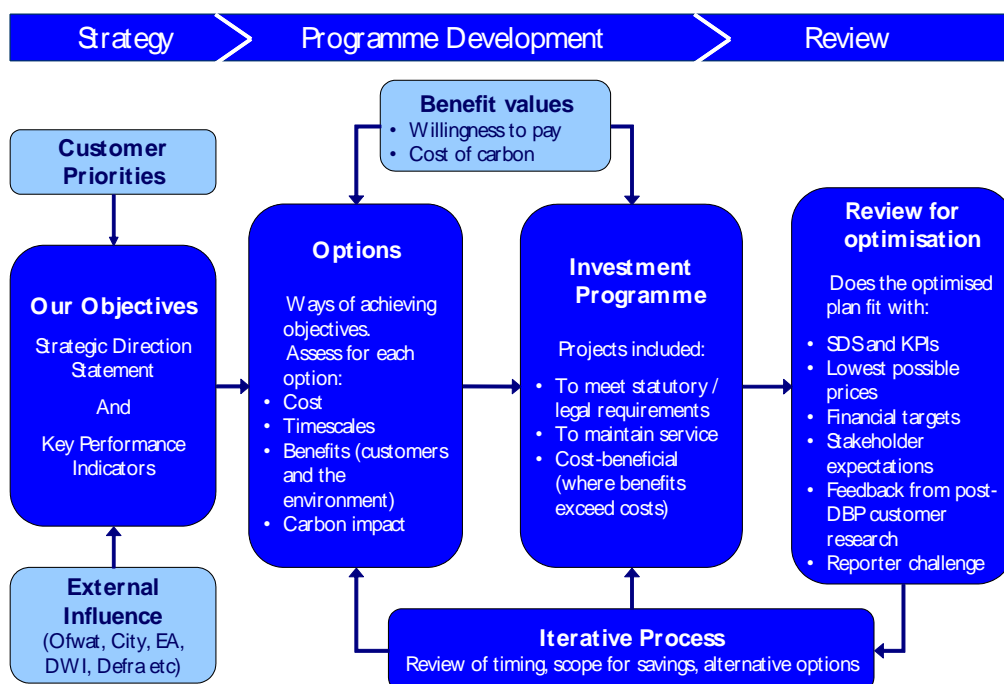 Strategy
Programme Development
Review
Benefit values
• Willingness to pay
• Cost of carbon
Customer
Priorities
Our Objectives
Strategic Direction
Statement
And
Key Performance
Indicators
External
Influence
(Ofwat, City, EA,
DWI, Defra etc)
Options
Ways of achieving
objectives.
Assess for each
option:
• Cost
• Timescales
• Benefits (customers
and the
environment)
• Carbon impact
Investment
Programme
Projects included:
• To meet statutory /
legal requirements
• To maintain service
• Cost-beneficial
(where benefits
exceed costs)
Review for
optimisation
Does the optimised
plan fit with:
• SDS and KPIs
• Lowest possible
prices
• Financial targets
• Stakeholder
expectations
• Feedback from post-
DBP customer
research
• Reporter challenge
Iterative Process
Review of timing, scope for savings, alternative options